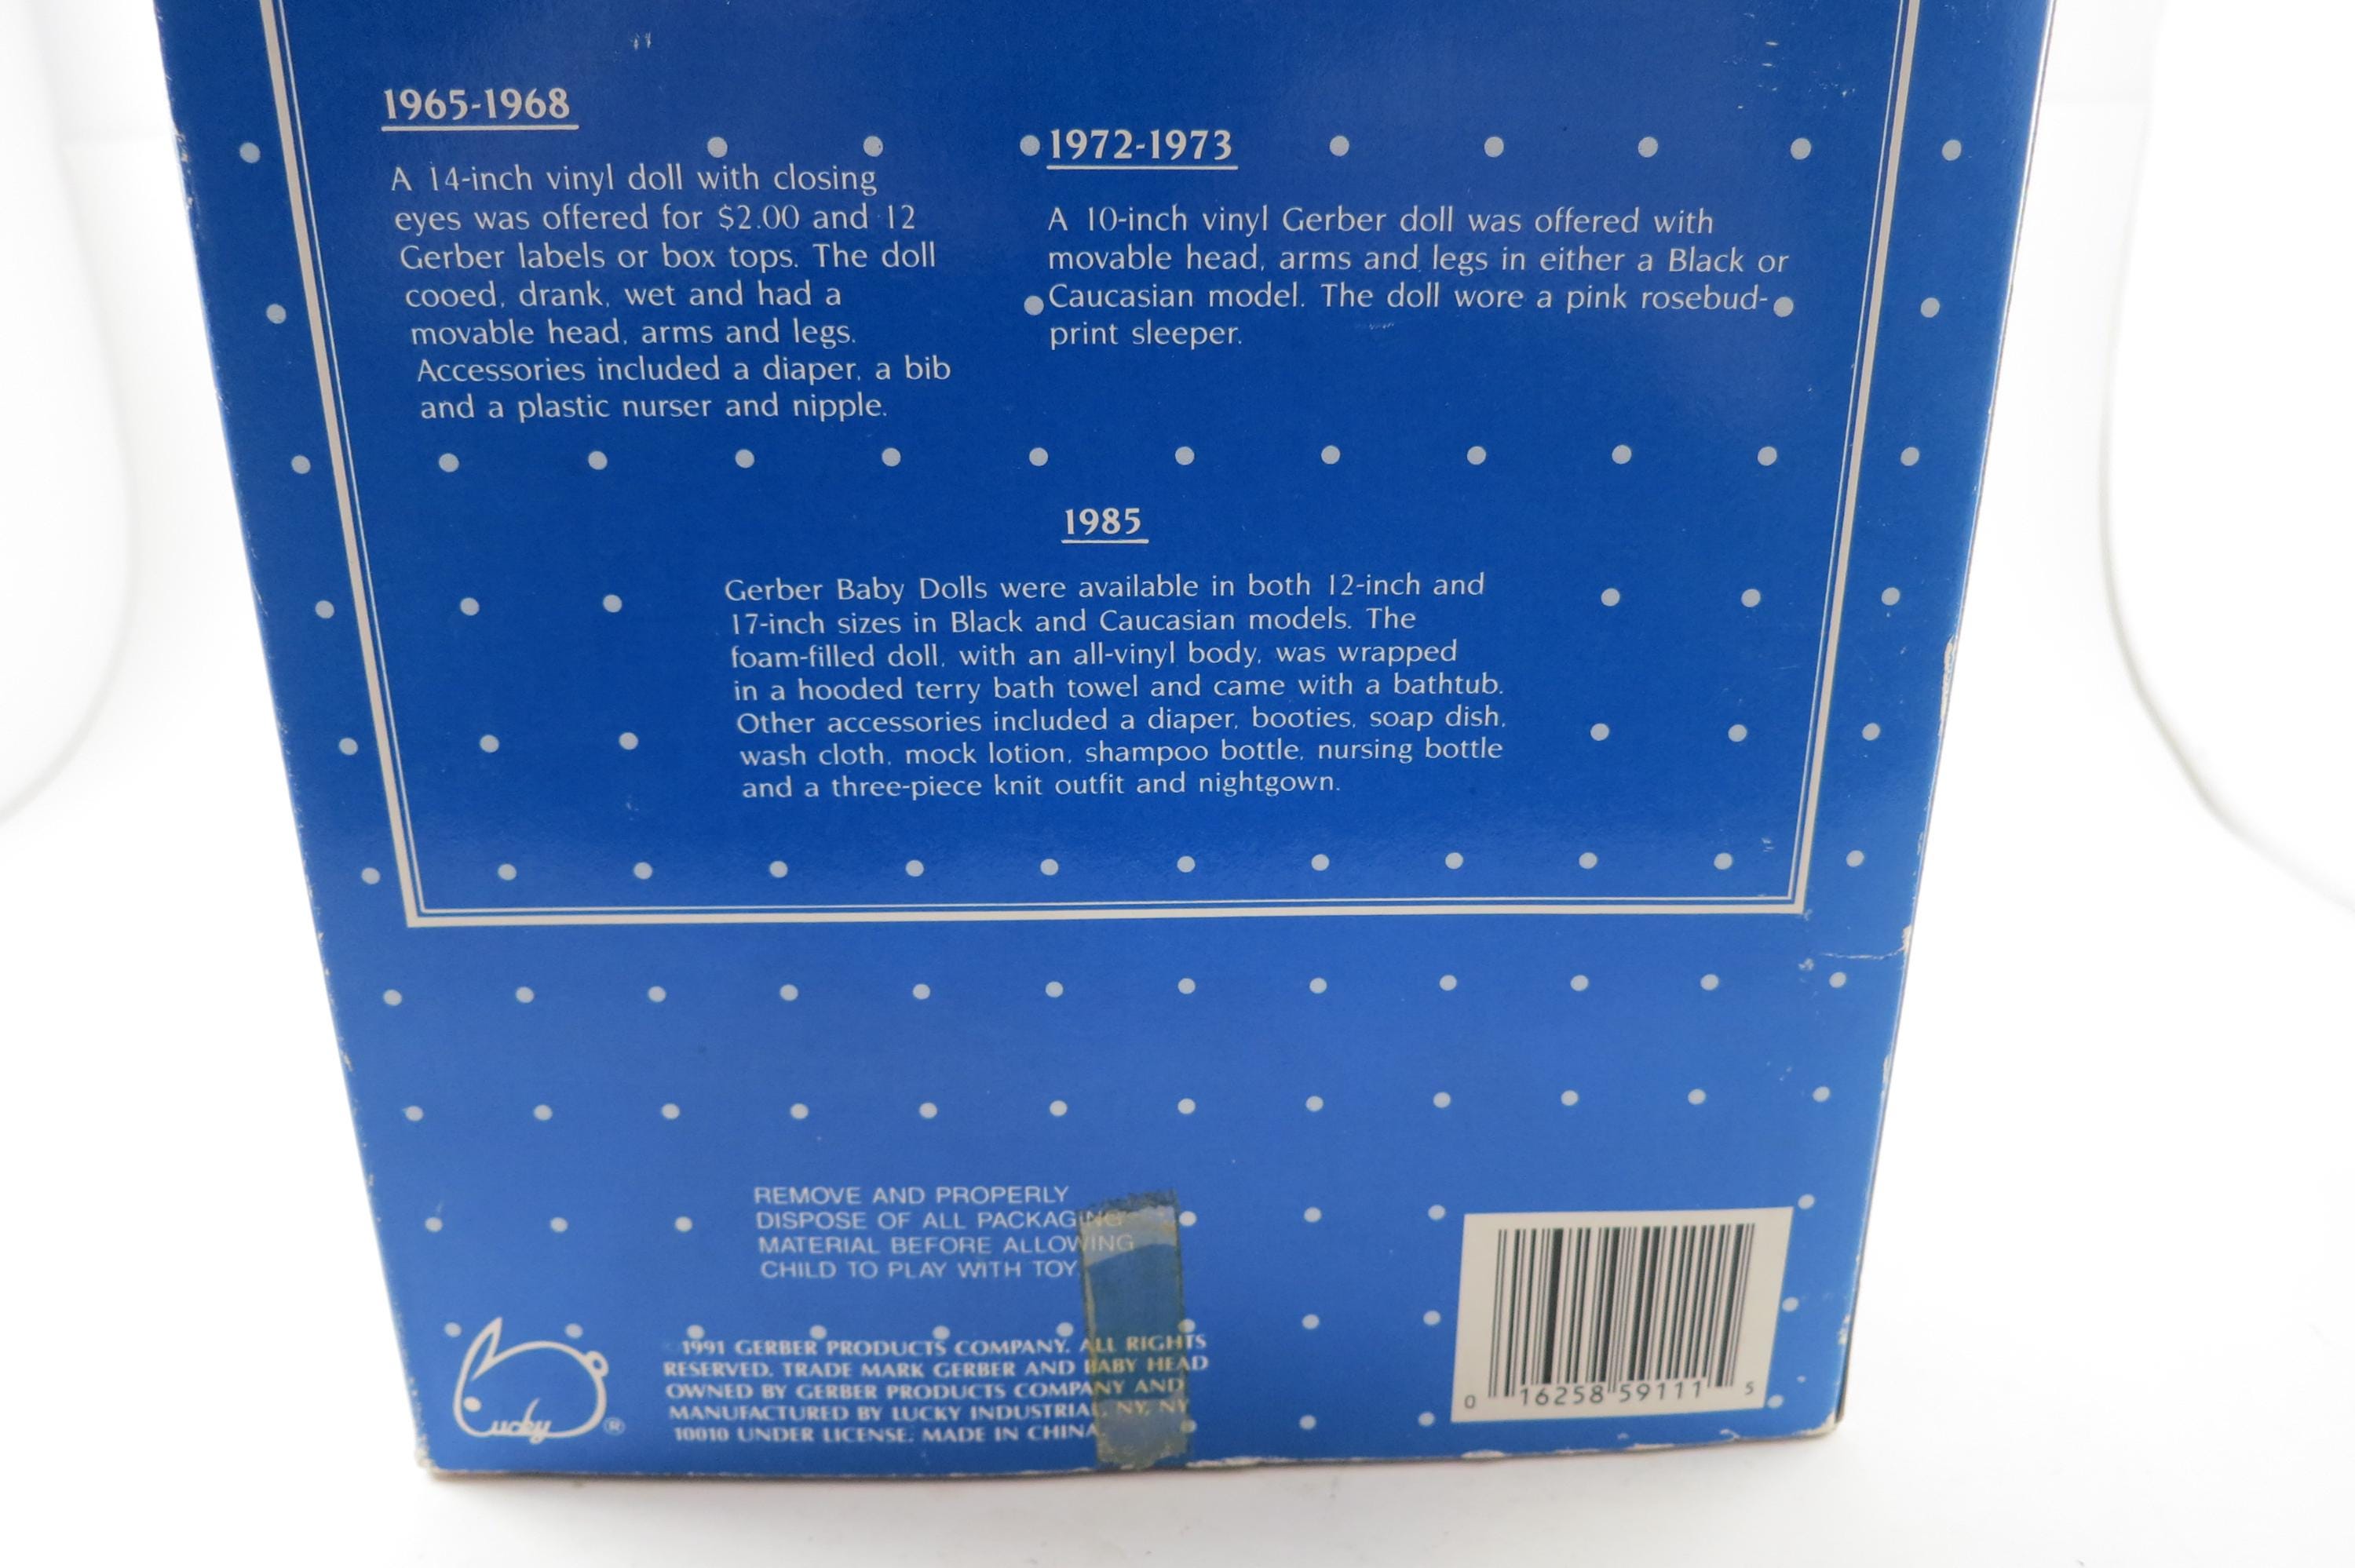 1965-1968
A 14-inch vinyl doll with closing
eyes was offered for $2.00 and 12
Gerber labels or box tops. The doll
cooed, drank, wet and had a
movable head, arms and legs.
Accessories included a diaper, a bib
and a plastic nurser and nipple.
1972-1973
A 10-inch vinyl Gerber doll was offered with
movable head, arms and legs in either a Black or
Caucasian model. The doll wore a pink rosebud-
print sleeper.
1985
Gerber Baby Dolls were available in both 12-inch and
17-inch sizes in Black and Caucasian models. The
foam-filled doll, with an all-vinyl body, was wrapped
in a hooded terry bath towel and came with a bathtub.
Other accessories included a diaper, booties, soap dish,
wash cloth, mock lotion, shampoo bottle, nursing bottle
and a three-piece knit outfit and nightgown.
REMOVE AND PROPERLY
DISPOSE OF ALL PACKAGING
MATERIAL BEFORE ALLOWING
CHILD TO PLAY WITH TOY.
Lucky ®
1991 GERBER PRODUCTS COMPANY. ALL RIGHTS
RESERVED. TRADE MARK GERBER AND BABY HEAD
OWNED BY GERBER PRODUCTS COMPANY AND
MANUFACTURED BY LUCKY INDUSTRIAL, NY, NY
10010 UNDER LICENSE. MADE IN CHINA
0 16258 59111 5